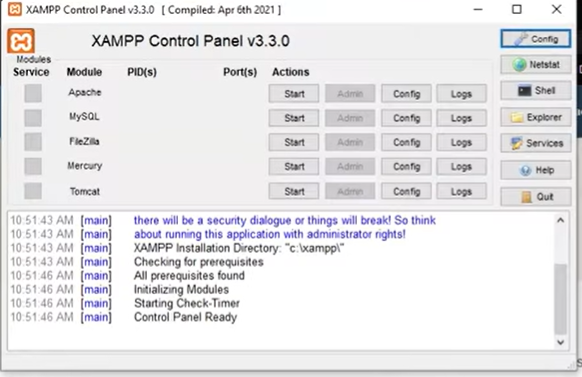 XAMPP Control Panel v3.3.0 [ Compiled: Apr 6th 2021 ]
XAMPP Control Panel v3.3.0
Config
Modules
Service Module PID(s) Port(s) Actions
Netstat
Apache Start Admin Config Logs
Shell
MySQL Start Admin Config Logs
Explorer
FileZilla Start Admin Config Logs
Services
Mercury Start Admin Config Logs
Help
Tomcat Start Admin Config Logs
Quit
10:51:43 AM [main] there will be a security dialogue or things will break! So think
10:51:43 AM [main] about running this application with administrator rights!
10:51:43 AM [main] XAMPP Installation Directory: "c:\xampp\"
10:51:43 AM [main] Checking for prerequisites
10:51:46 AM [main] All prerequisites found
10:51:46 AM [main] Initializing Modules
10:51:46 AM [main] Starting Check-Timer
10:51:46 AM [main] Control Panel Ready